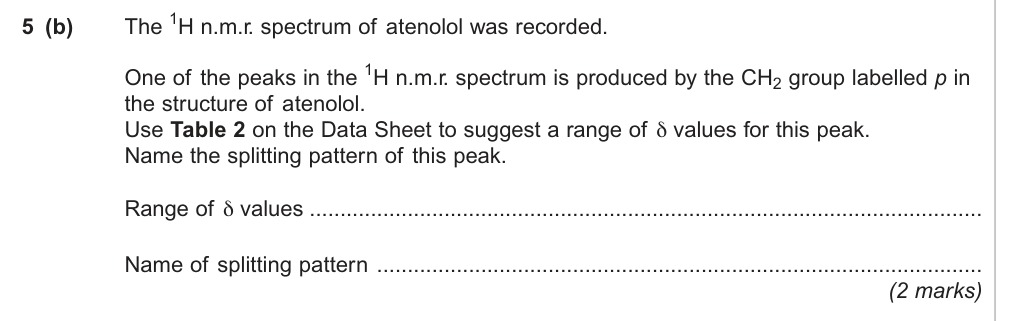 5 (b) The ¹H n.m.r. spectrum of atenolol was recorded.
One of the peaks in the ¹H n.m.r. spectrum is produced by the CH₂ group labelled p in
the structure of atenolol.
Use Table 2 on the Data Sheet to suggest a range of δ values for this peak.
Name the splitting pattern of this peak.
Range of δ values ..............................................................................................................
Name of splitting pattern ...................................................................................................
(2 marks)